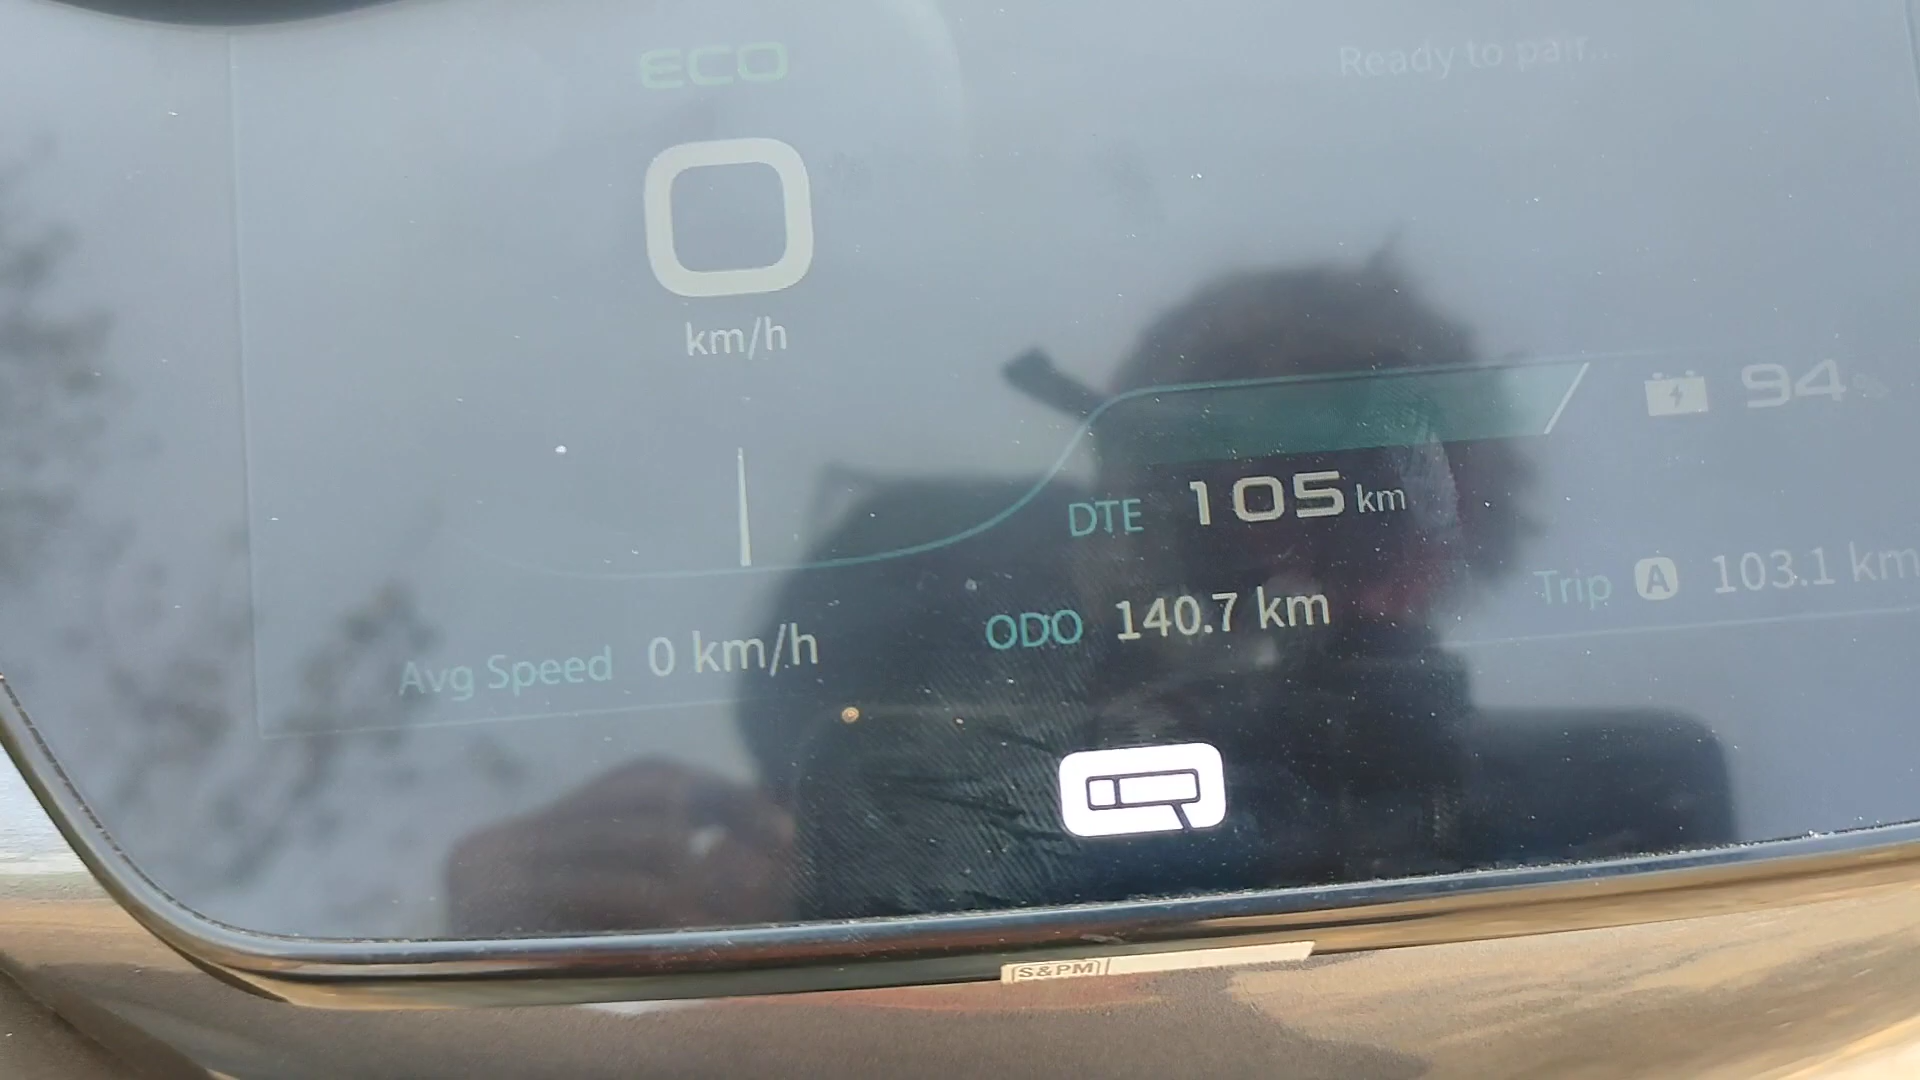 ECO
Ready to pair...
0
km/h
94
DTE 105 km
Trip A 103.1 km
ODO 140.7 km
Avg Speed 0 km/h
S&PM